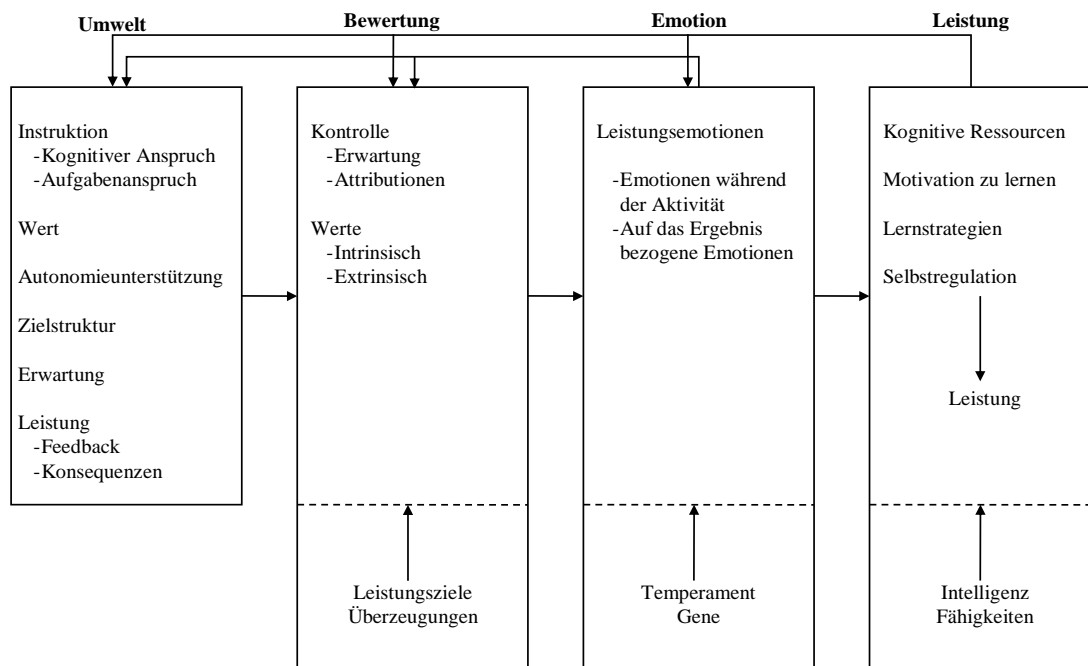 Umwelt
Bewertung
Emotion
Leistung
Instruktion
-Kognitiver Anspruch
-Aufgabenanspruch
Wert
Autonomieunterstützung
Zielstruktur
Erwartung
Leistung
-Feedback
-Konsequenzen
Kontrolle
-Erwartung
-Attributionen
Werte
-Intrinsisch
-Extrinsisch
Leistungsziele
Überzeugungen
Leistungsemotionen
-Emotionen während
der Aktivität
-Auf das Ergebnis
bezogene Emotionen
Temperament
Gene
Kognitive Ressourcen
Motivation zu lernen
Lernstrategien
Selbstregulation
Leistung
Intelligenz
Fähigkeiten